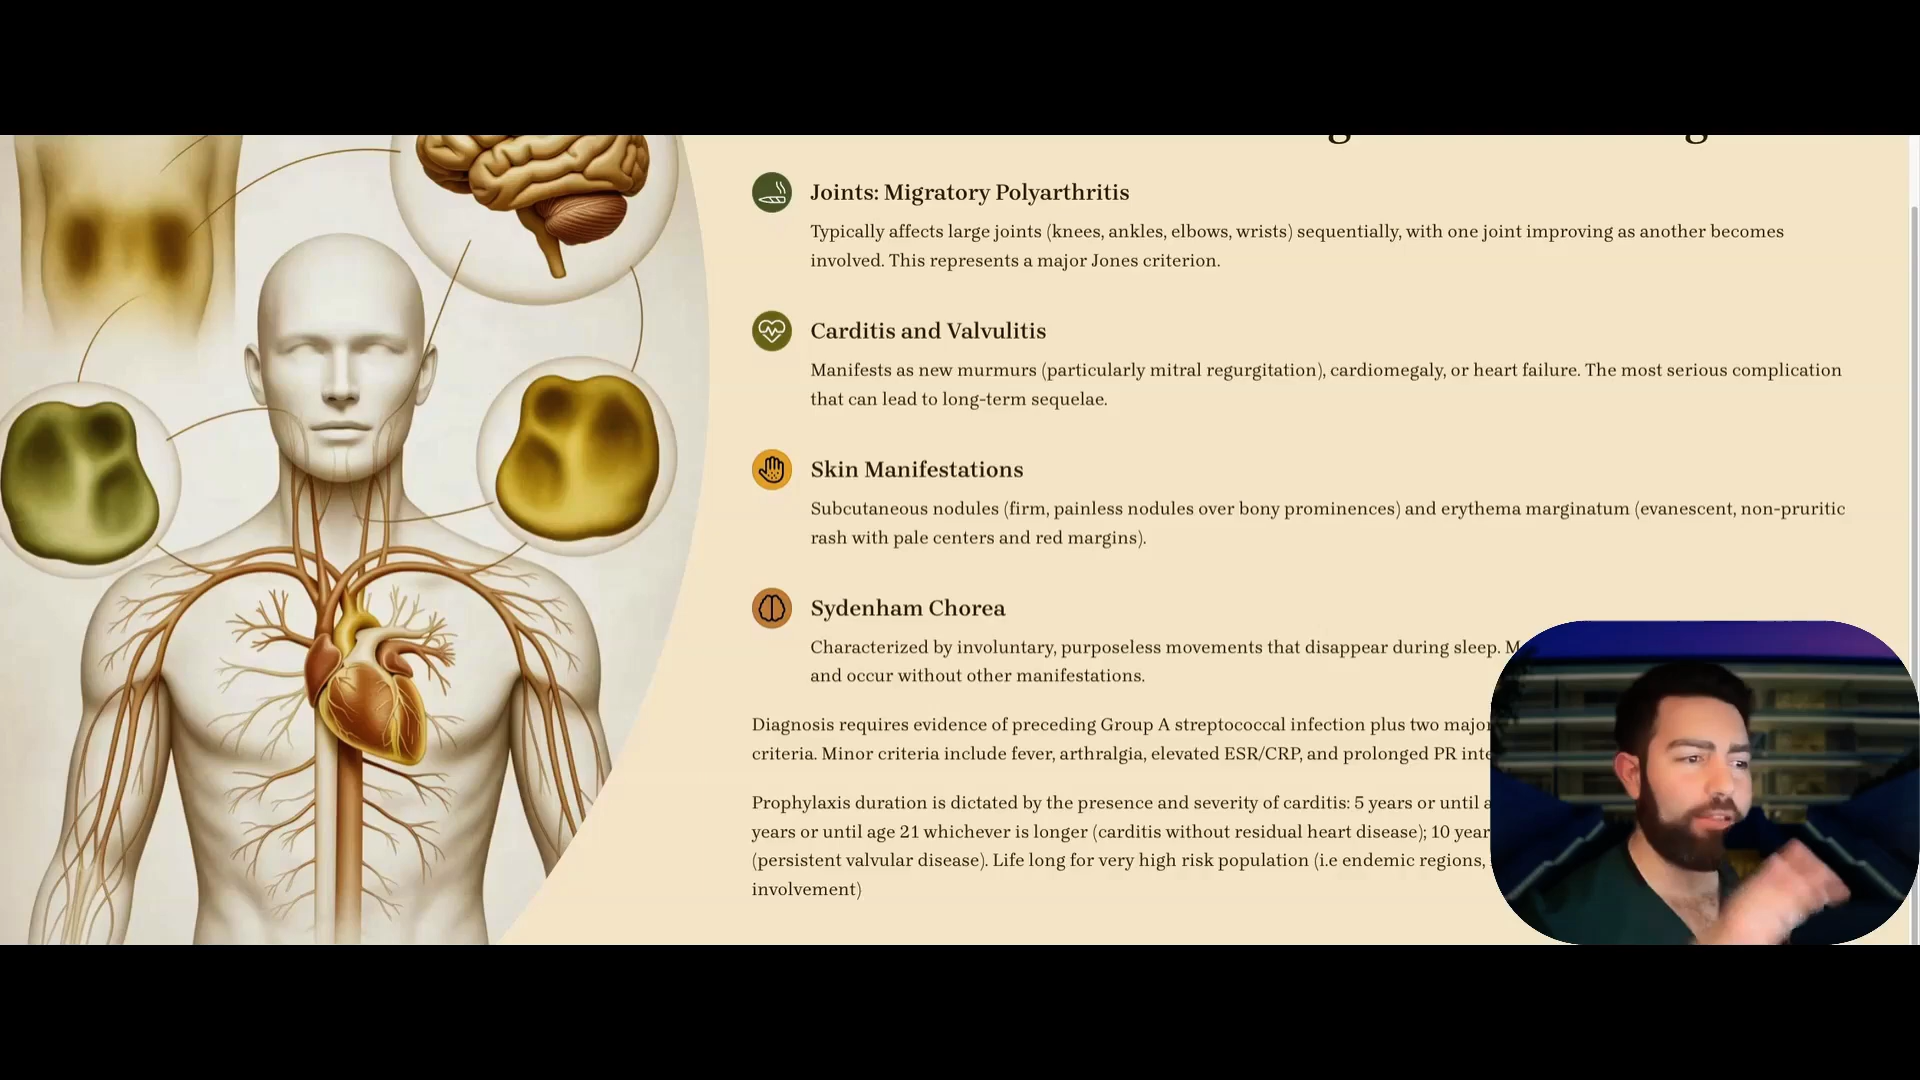 Joints: Migratory Polyarthritis
Typically affects large joints (knees, ankles, elbows, wrists) sequentially, with one joint improving as another becomes
involved. This represents a major Jones criterion.
Carditis and Valvulitis
Manifests as new murmurs (particularly mitral regurgitation), cardiomegaly, or heart failure. The most serious complication
that can lead to long-term sequelae.
Skin Manifestations
Subcutaneous nodules (firm, painless nodules over bony prominences) and erythema marginatum (evanescent, non-pruritic
rash with pale centers and red margins).
Sydenham Chorea
Characterized by involuntary, purposeless movements that disappear during sleep.
and occur without other manifestations.
Diagnosis requires evidence of preceding Group A streptococcal infection plus two major
criteria. Minor criteria include fever, arthralgia, elevated ESR/CRP, and prolonged PR
Prophylaxis duration is dictated by the presence and severity of carditis: 5 years or until
years or until age 21 whichever is longer (carditis without residual heart disease); 10
(persistent valvular disease). Life long for very high risk population (i.e endemic regions,
involvement)